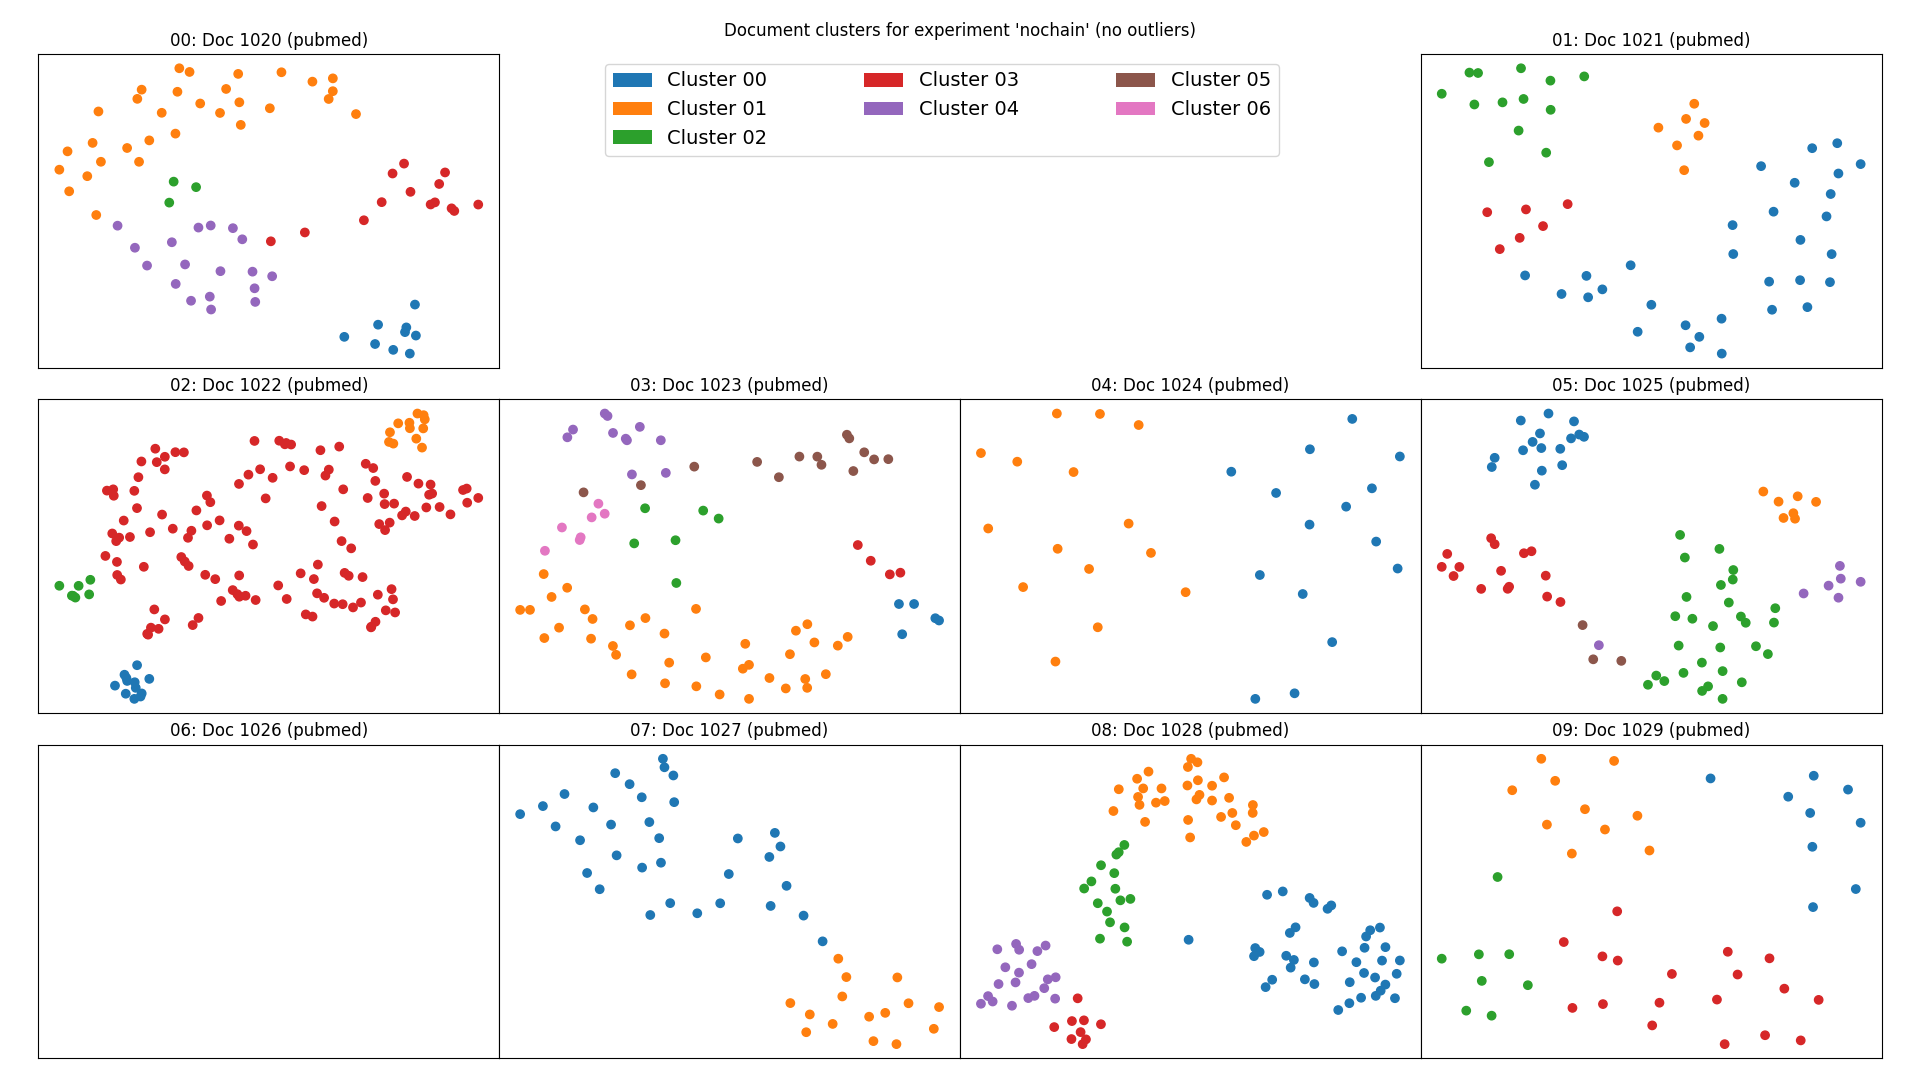 Document clusters for experiment 'nochain' (no outliers)
00: Doc 1020 (pubmed)
Cluster 00
Cluster 01
Cluster 02
Cluster 03
Cluster 04
Cluster 05
Cluster 06
01: Doc 1021 (pubmed)
02: Doc 1022 (pubmed)
03: Doc 1023 (pubmed)
04: Doc 1024 (pubmed)
05: Doc 1025 (pubmed)
06: Doc 1026 (pubmed)
07: Doc 1027 (pubmed)
08: Doc 1028 (pubmed)
09: Doc 1029 (pubmed)